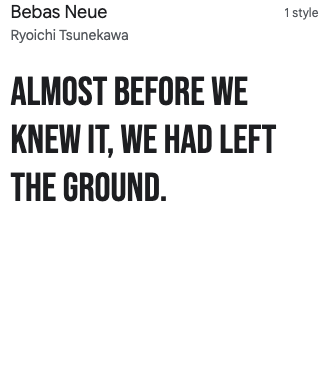 Bebas Neue
1 style
Ryoichi Tsunekawa
ALMOST BEFORE WE
KNEW IT, WE HAD LEFT
THE GROUND.